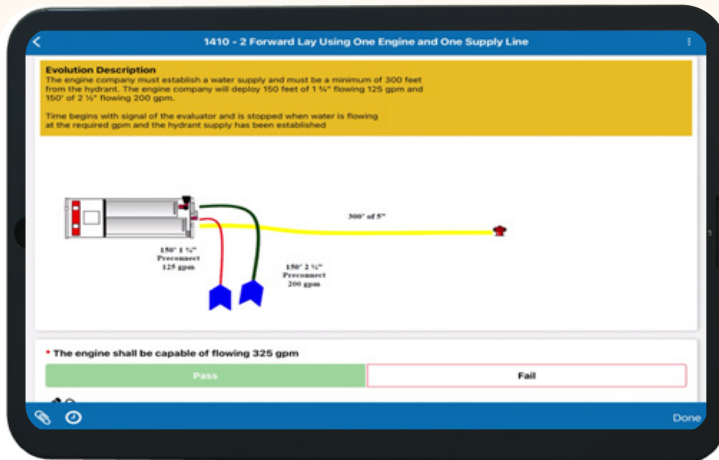 1410 - 2 Forward Lay Using One Engine and One Supply Line
Evolution Description
The engine company must establish a water supply and must be a minimum of 300 feet
from the hydrant. The engine company will deploy 150 feet of 1 ¾" flowing 125 gpm and
150' of 2 ½" flowing 200 gpm.
Time begins with signal of the evaluator and is stopped when water is flowing
at the required gpm and the hydrant supply has been established
300' of 5"
150' 1 ¾"
Preconnect
125 gpm
150' 2 ½"
Preconnect
200 gpm
* The engine shall be capable of flowing 325 gpm
Pass
Fail
Done